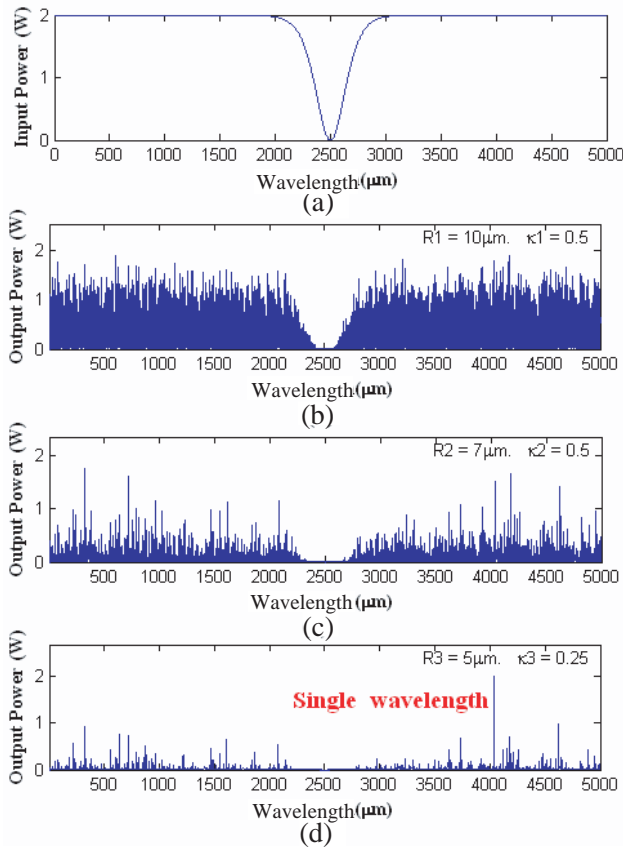 Input Power (W)
2
1
0
0 500 1000 1500 2000 2500 3000 3500 4000 4500 5000
Wavelength (μm)
(a)
Output Power (W)
2
1
0
R1 = 10μm. κ1 = 0.5
500 1000 1500 2000 2500 3000 3500 4000 4500 5000
Wavelength (μm)
(b)
Output Power (W)
2
1
0
R2 = 7μm. κ2 = 0.5
500 1000 1500 2000 2500 3000 3500 4000 4500 5000
Wavelength (μm)
(c)
Output Power (W)
2
1
0
R3 = 5μm. κ3 = 0.25
Single wavelength
500 1000 1500 2000 2500 3000 3500 4000 4500 5000
Wavelength (μm)
(d)